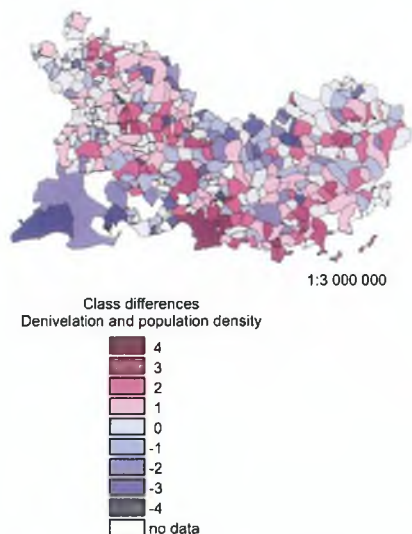 1:3 000 000
Class differences
Denivelation and population density
4
3
2
1
0
-1
-2
-3
-4
no data